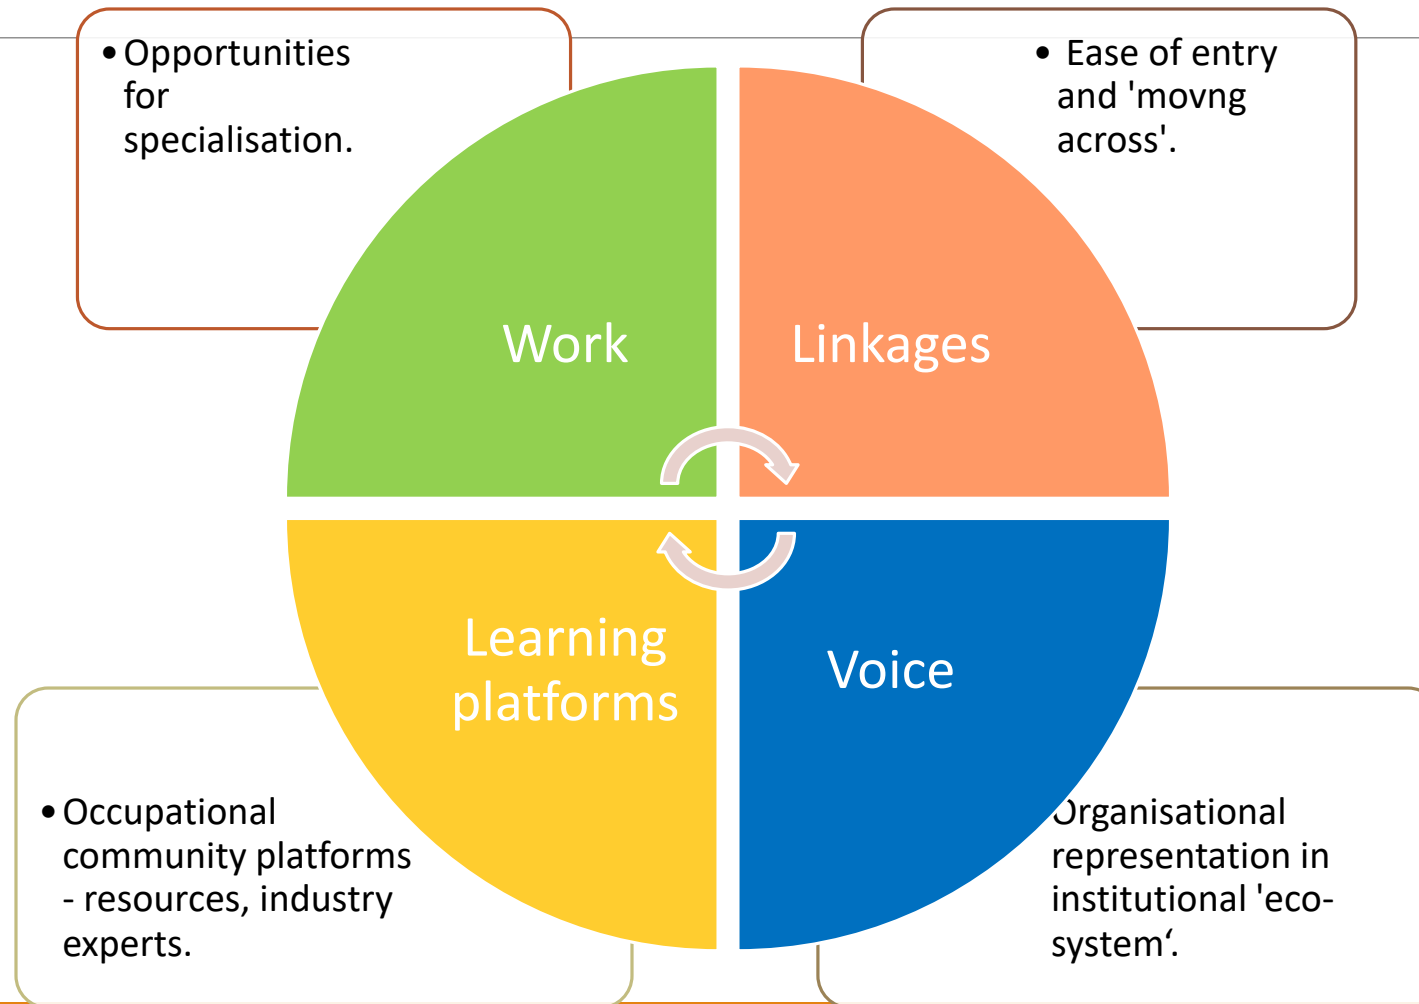 •Opportunities
for
specialisation.
• Ease of entry
and 'movng
across'.
Work
Linkages
Learning
platforms
Voice
•Occupational
community platforms
- resources, industry
experts.
Organisational
representation in
institutional 'eco-
system‘.